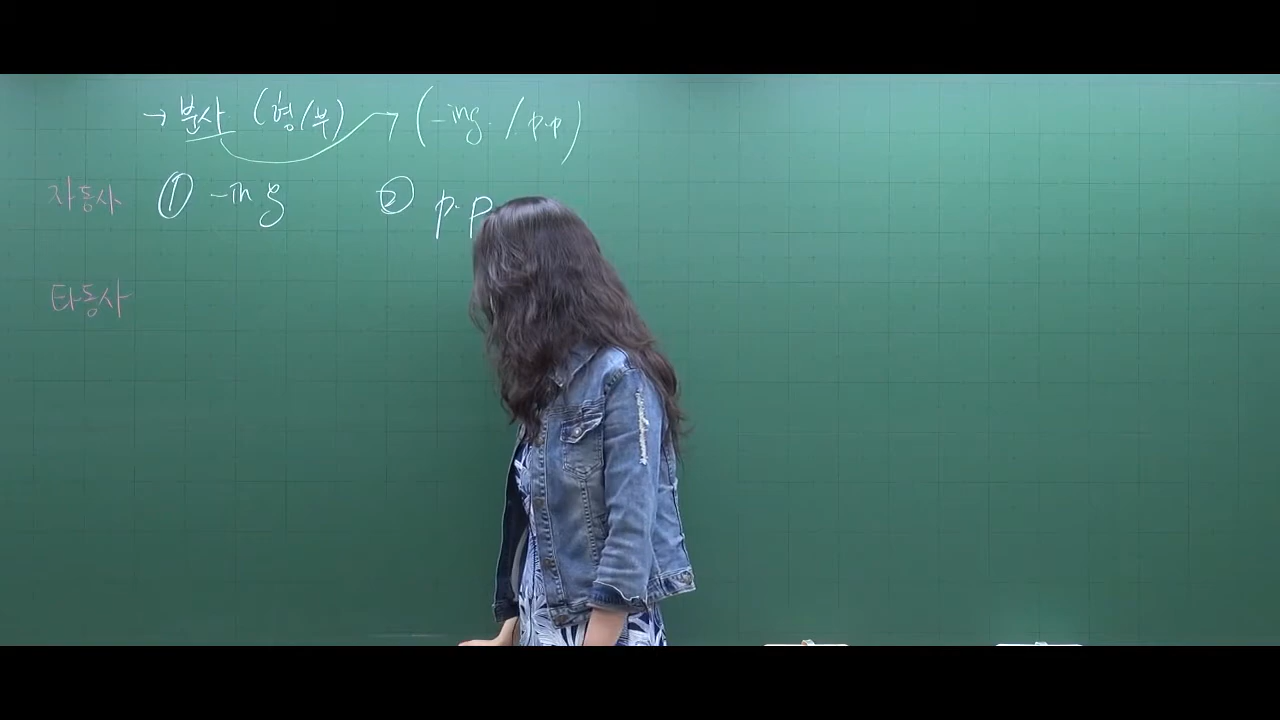 → 분사 (형/부) → (-ing. / p.p)
자동사 ① -ing ② p.p
타동사